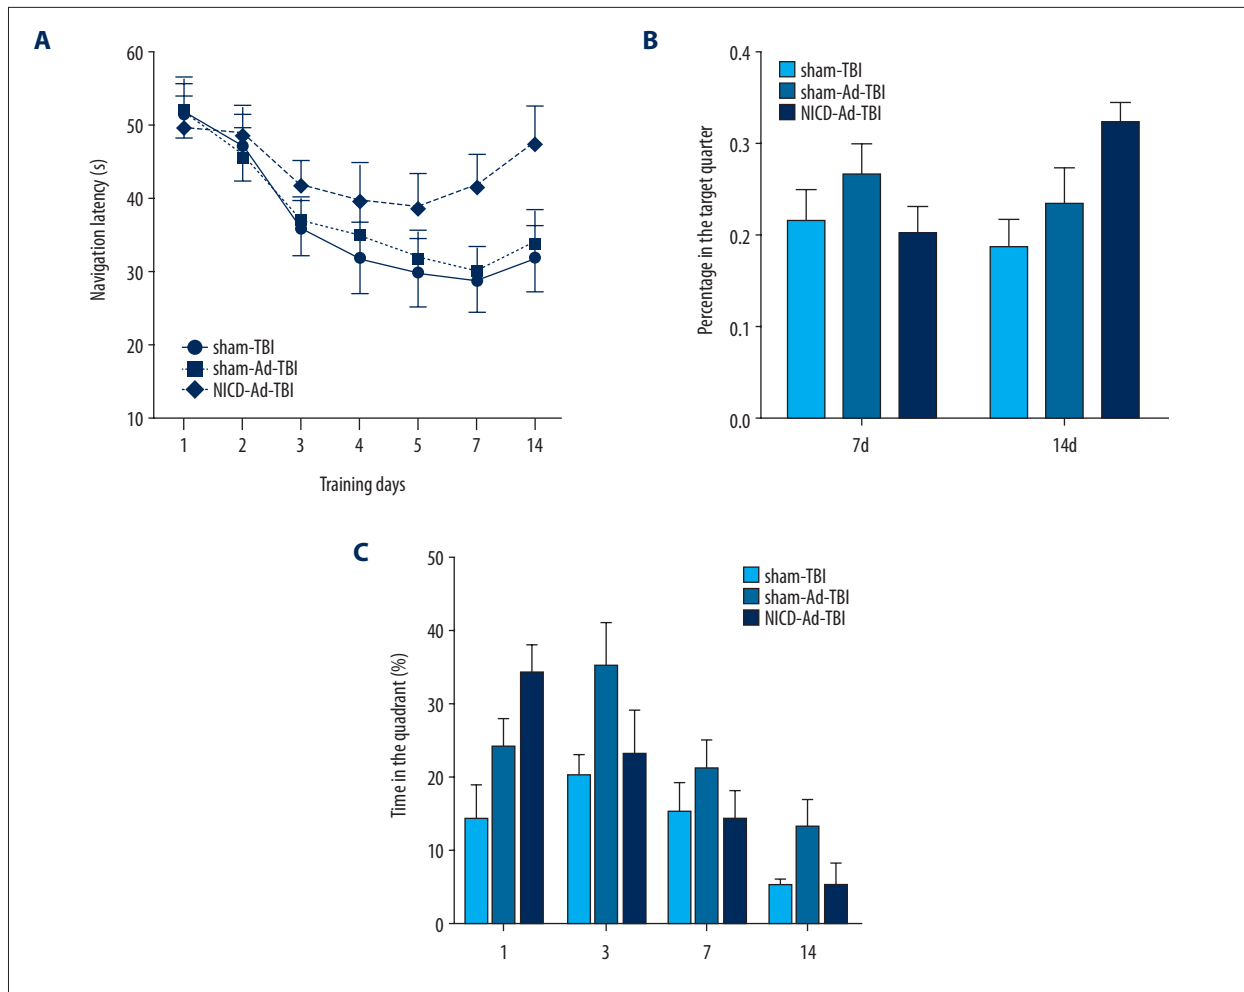 A
60
50
40
30
20
10
Navigation latency (s)
sham-TBI
sham-Ad-TBI
NICD-Ad-TBI
1 2 3 4 5 7 14
Training days
B
0.4
0.3
0.2
0.1
0.0
Percentage in the target quarter
sham-TBI
sham-Ad-TBI
NICD-Ad-TBI
7d 14d
C
50
40
30
20
10
0
Time in the quadrant (%)
sham-TBI
sham-Ad-TBI
NICD-Ad-TBI
1 3 7 14